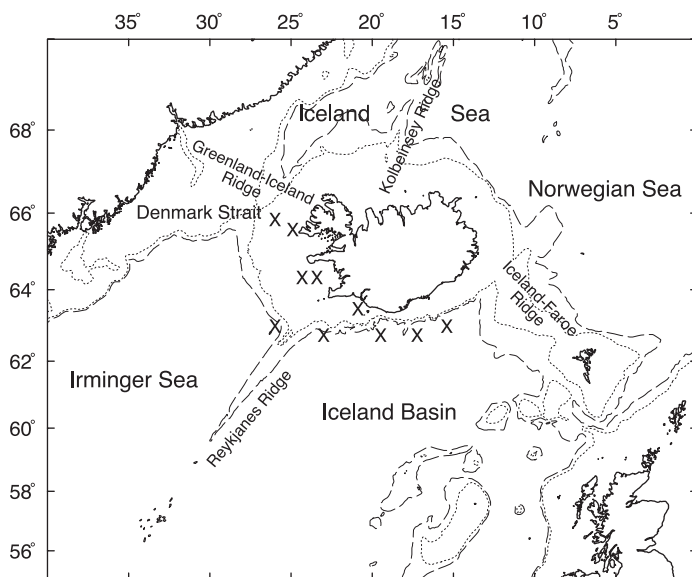 35° 30° 25° 20° 15° 10° 5°
68°
66°
64°
62°
60°
58°
56°
Iceland Sea
Kolbeinsey Ridge
Greenland-Iceland
Ridge
Norwegian Sea
Denmark Strait
X
X
X X
X
X
X
X
X
X
Iceland-Faroe
Ridge
Irminger Sea
Reykjanes Ridge
Iceland Basin